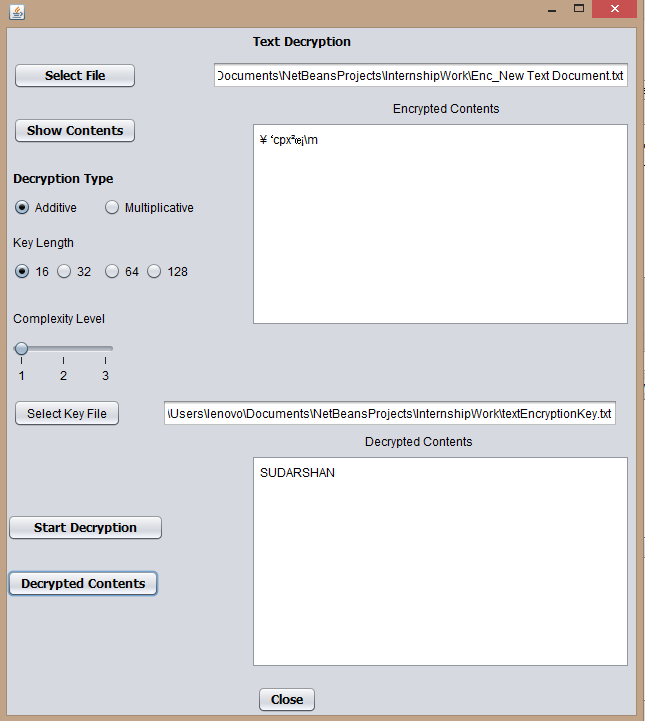 Text Decryption
Select File
Documents\NetBeansProjects\InternshipWork\Enc_New Text Document.txt
Encrypted Contents
Show Contents
Decryption Type
Additive Multiplicative
Key Length
16 32 64 128
Complexity Level
1 2 3
Select Key File
\Users\lenovo\Documents\NetBeansProjects\InternshipWork\textEncryptionKey.txt
Decrypted Contents
SUDARSHAN
Start Decryption
Decrypted Contents
Close